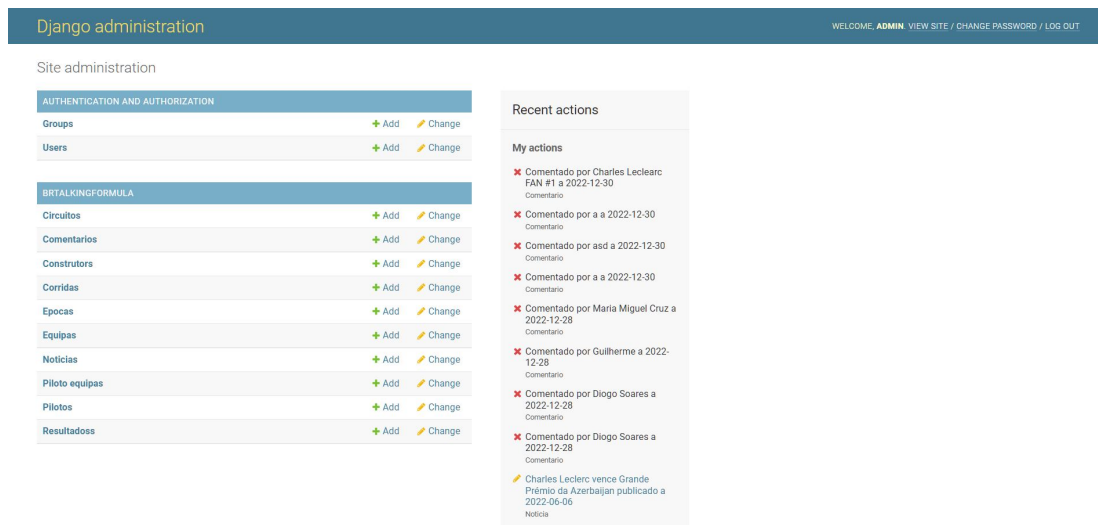 Django administration
WELCOME, ADMIN. VIEW SITE / CHANGE PASSWORD / LOG OUT
Site administration
AUTHENTICATION AND AUTHORIZATION
Groups + Add Change
Users + Add Change
BRTALKINGFORMULA
Circuitos + Add Change
Comentarios + Add Change
Construtors + Add Change
Corridas + Add Change
Epocas + Add Change
Equipas + Add Change
Noticias + Add Change
Piloto equipas + Add Change
Pilotos + Add Change
Resultadoss + Add Change
Recent actions
My actions
Comentado por Charles Leclearc
FAN #1 a 2022-12-30
Comentario
Comentado por a a 2022-12-30
Comentario
Comentado por asd a 2022-12-30
Comentario
Comentado por a a 2022-12-30
Comentario
Comentado por Maria Miguel Cruz a
2022-12-28
Comentario
Comentado por Guilherme a 2022-
12-28
Comentario
Comentado por Diogo Soares a
2022-12-28
Comentario
Comentado por Diogo Soares a
2022-12-28
Comentario
Charles Leclerc vence Grande
Prémio da Azerbaijan publicado a
2022-06-06
Noticia